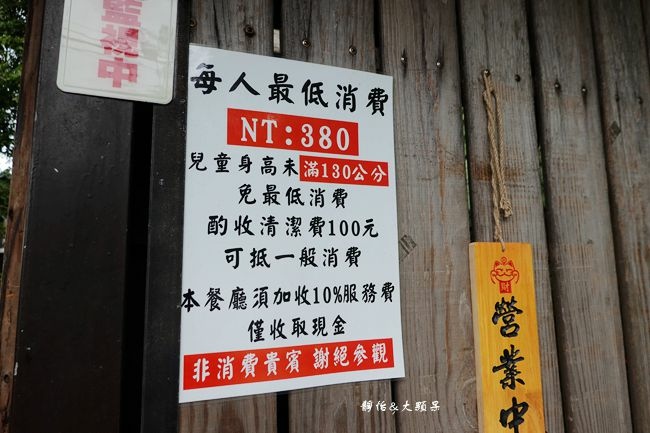 監視中
每人最低消費
NT:380
兒童身高未滿130公分
免最低消費
酌收清潔費100元
可抵一般消費
本餐廳須加收10%服務費
僅收取現金
非消費貴賓 謝絕參觀
財
營業中
靜怡&大顆呆